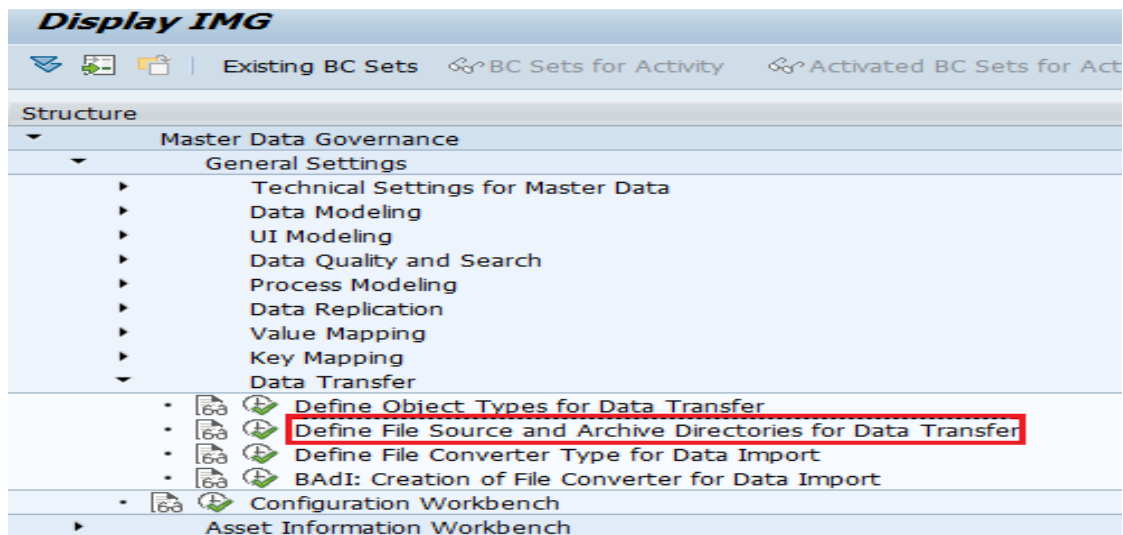 Display IMG
Existing BC Sets BC Sets for Activity Activated BC Sets for Act
Structure
Master Data Governance
General Settings
Technical Settings for Master Data
Data Modeling
UI Modeling
Data Quality and Search
Process Modeling
Data Replication
Value Mapping
Key Mapping
Data Transfer
Define Object Types for Data Transfer
Define File Source and Archive Directories for Data Transfer
Define File Converter Type for Data Import
BAdI: Creation of File Converter for Data Import
Configuration Workbench
Asset Information Workbench